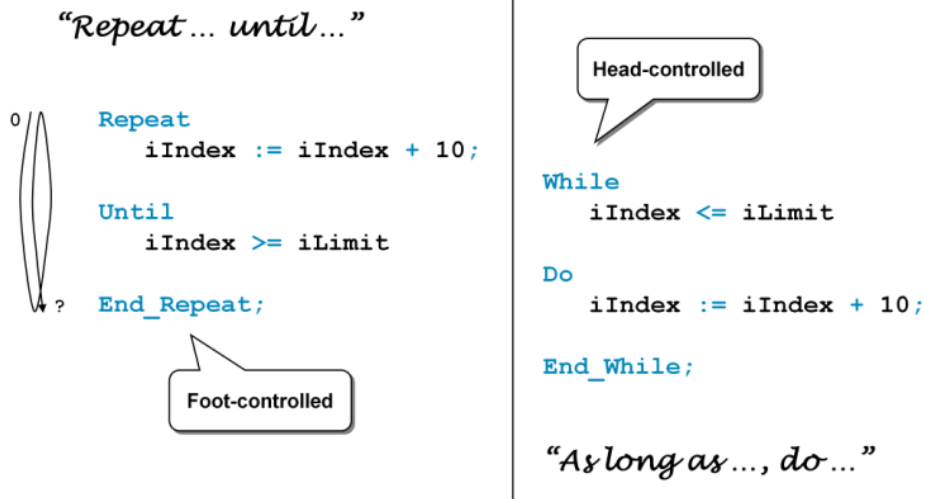 “Repeat ... until ...”
0
Repeat
iIndex := iIndex + 10;
Until
iIndex >= iLimit
? End_Repeat;
Foot-controlled
Head-controlled
While
iIndex <= iLimit
Do
iIndex := iIndex + 10;
End_While;
“As long as ..., do ...”